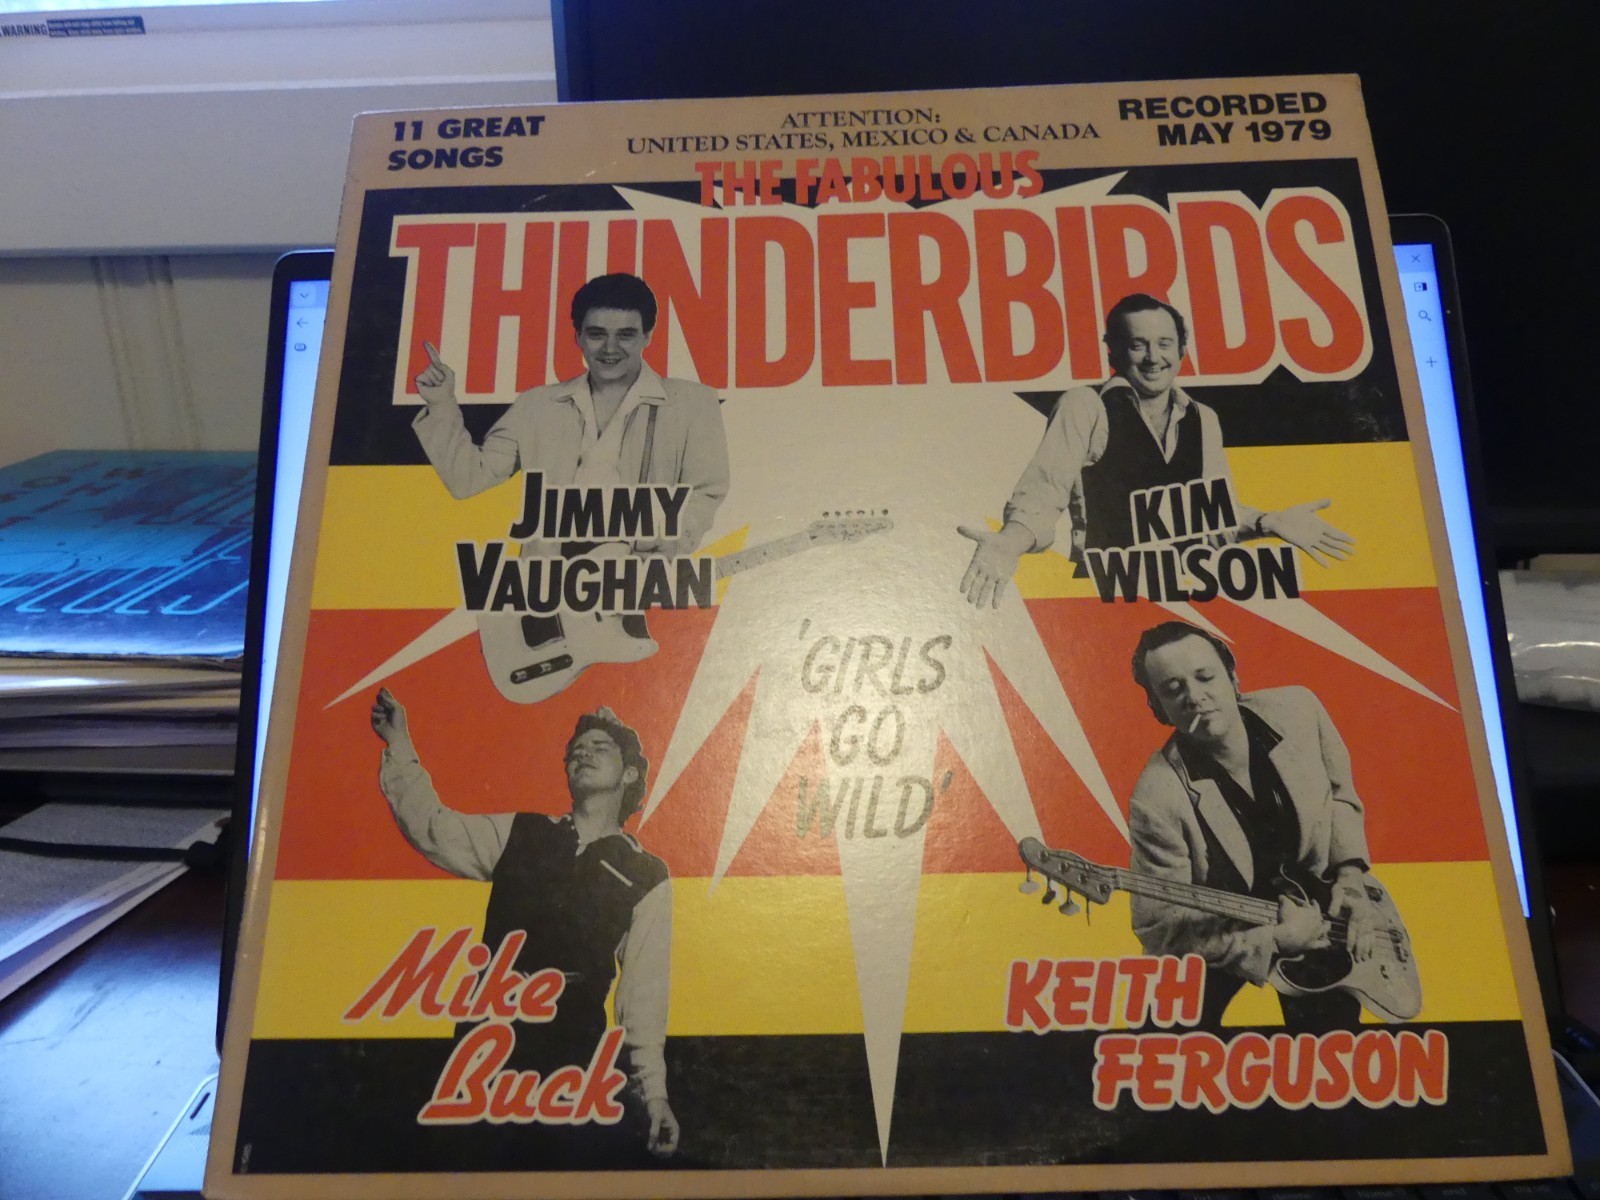 WARNING
11 GREAT
SONGS
ATTENTION:
UNITED STATES, MEXICO & CANADA
RECORDED
MAY 1979
THE FABULOUS
THUNDERBIRDS
JIMMY
VAUGHAN
KIM
WILSON
'GIRLS
GO
WILD'
Mike
Buck
KEITH
FERGUSON